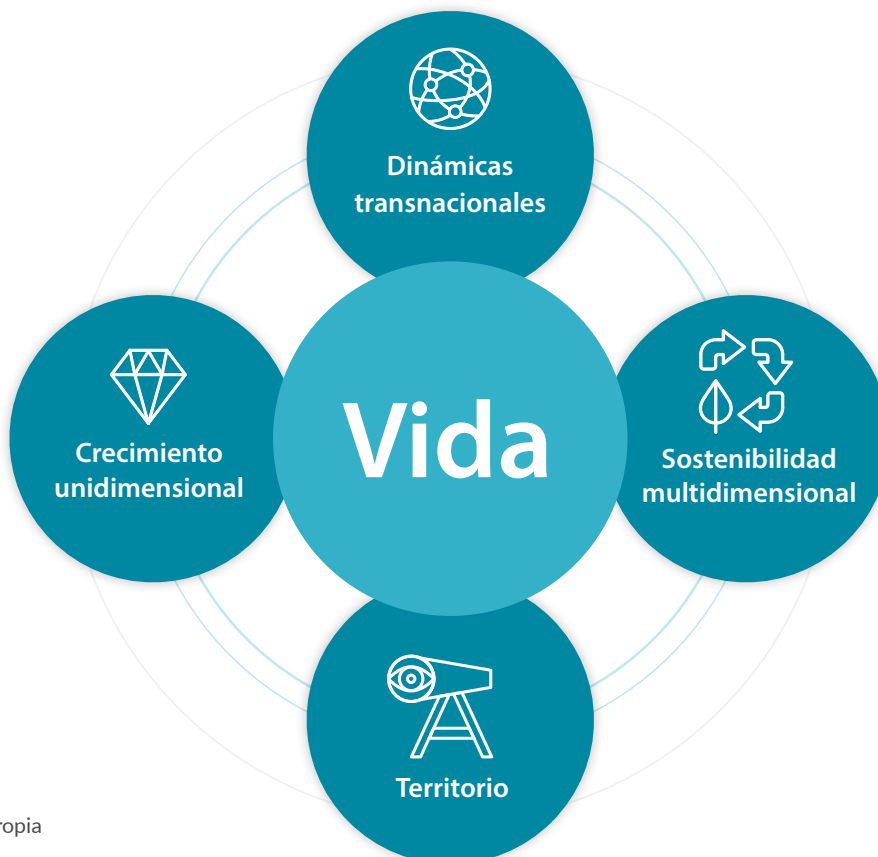 Dinámicas
transnacionales
Crecimiento
unidimensional
Vida
Sostenibilidad
multidimensional
Territorio